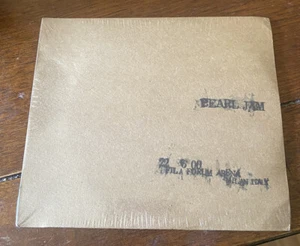 PEARL JAM
22 6 00
FILA FORUM ARENA
MILAN ITALY